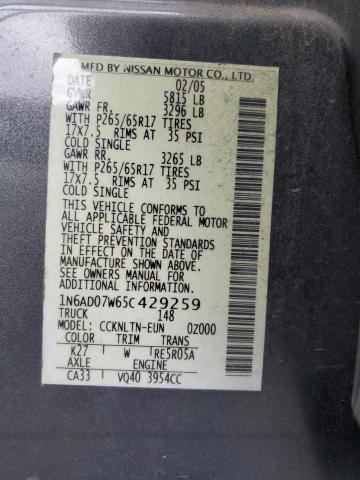 MFD BY NISSAN MOTOR CO., LTD.
02/05
GVWR 5815 LB
GAWR FR. 3296 LB
WITH P265/65R17 TIRES
17X7.5 RIMS AT 35 PSI
COLD SINGLE
GAWR RR. 3265 LB
WITH P265/65R17 TIRES
17X7.5 RIMS AT 35 PSI
COLD SINGLE
THIS VEHICLE CONFORMS TO
ALL APPLICABLE FEDERAL MOTOR
VEHICLE SAFETY AND
THEFT PREVENTION STANDARDS
IN EFFECT ON THE DATE OF
MANUFACTURE SHOWN ABOVE.
SEE OWNERS MANUAL FOR
ADDITIONAL INFORMATION.
1N6AD07W65C429259
TRUCK 148
MODEL: CCKNLTN-EUN 02000
COLOR TRIM TRANS
K27 W RE5R05A
AXLE ENGINE
CA33 VQ40 3954CC